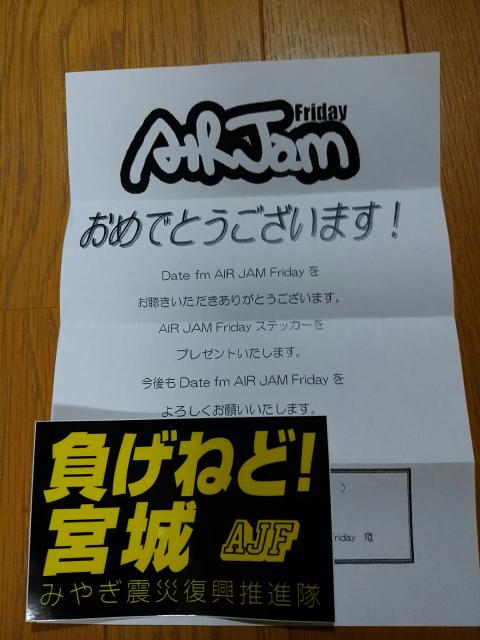 Friday
AIR Jam
おめでとうございます!
Date fm AIR JAM Friday を
お聴きいただきありがとうございます。
AIR JAM Friday ステッカーを
プレゼントいたします。
今後も Date fm AIR JAM Friday を
よろしくお願いいたします。
)
riday 宛
負げねど!
宮城 AJF
みやぎ震災復興推進隊